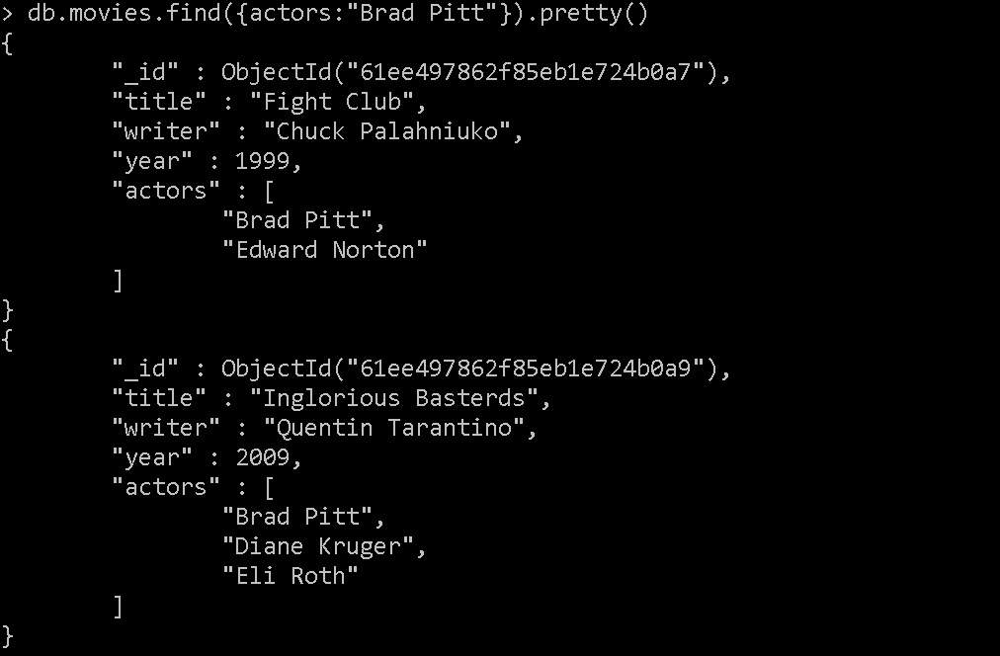 > db.movies.find({actors:"Brad Pitt"}).pretty()
{
        "_id" : ObjectId("61ee497862f85eb1e724b0a7"),
        "title" : "Fight Club",
        "writer" : "Chuck Palahniuko",
        "year" : 1999,
        "actors" : [
                "Brad Pitt",
                "Edward Norton"
        ]
}
{
        "_id" : ObjectId("61ee497862f85eb1e724b0a9"),
        "title" : "Inglorious Basterds",
        "writer" : "Quentin Tarantino",
        "year" : 2009,
        "actors" : [
                "Brad Pitt",
                "Diane Kruger",
                "Eli Roth"
        ]
}